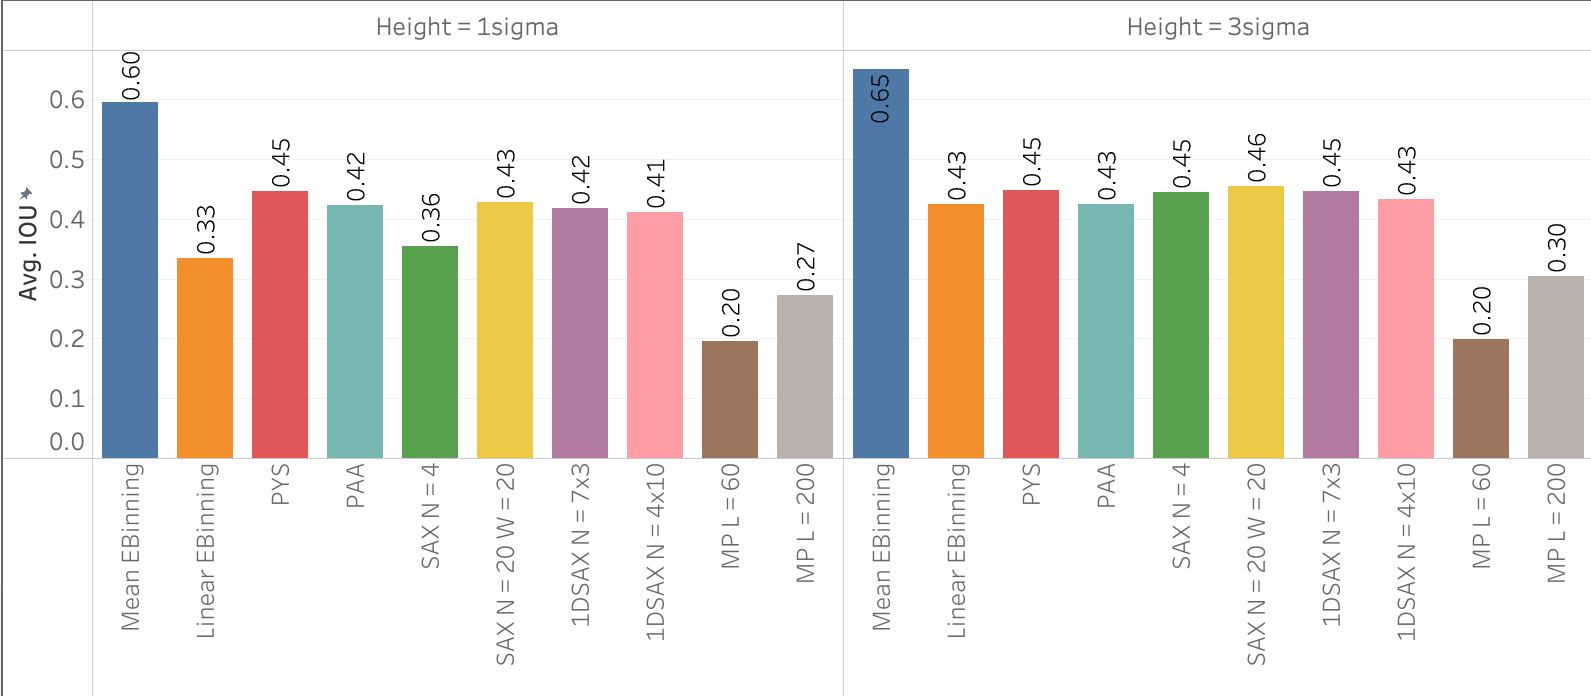 Height = 1sigma
Height = 3sigma
Avg. IOU
0.6
0.5
0.4
0.3
0.2
0.1
0.0
0.60
0.33
0.45
0.42
0.36
0.43
0.42
0.41
0.20
0.27
0.65
0.43
0.45
0.43
0.45
0.46
0.45
0.43
0.20
0.30
Mean EBinning
Linear EBinning
PYS
PAA
SAX N = 4
SAX N = 20 W = 20
1DSAX N = 7x3
1DSAX N = 4x10
MP L = 60
MP L = 200
Mean EBinning
Linear EBinning
PYS
PAA
SAX N = 4
SAX N = 20 W = 20
1DSAX N = 7x3
1DSAX N = 4x10
MP L = 60
MP L = 200